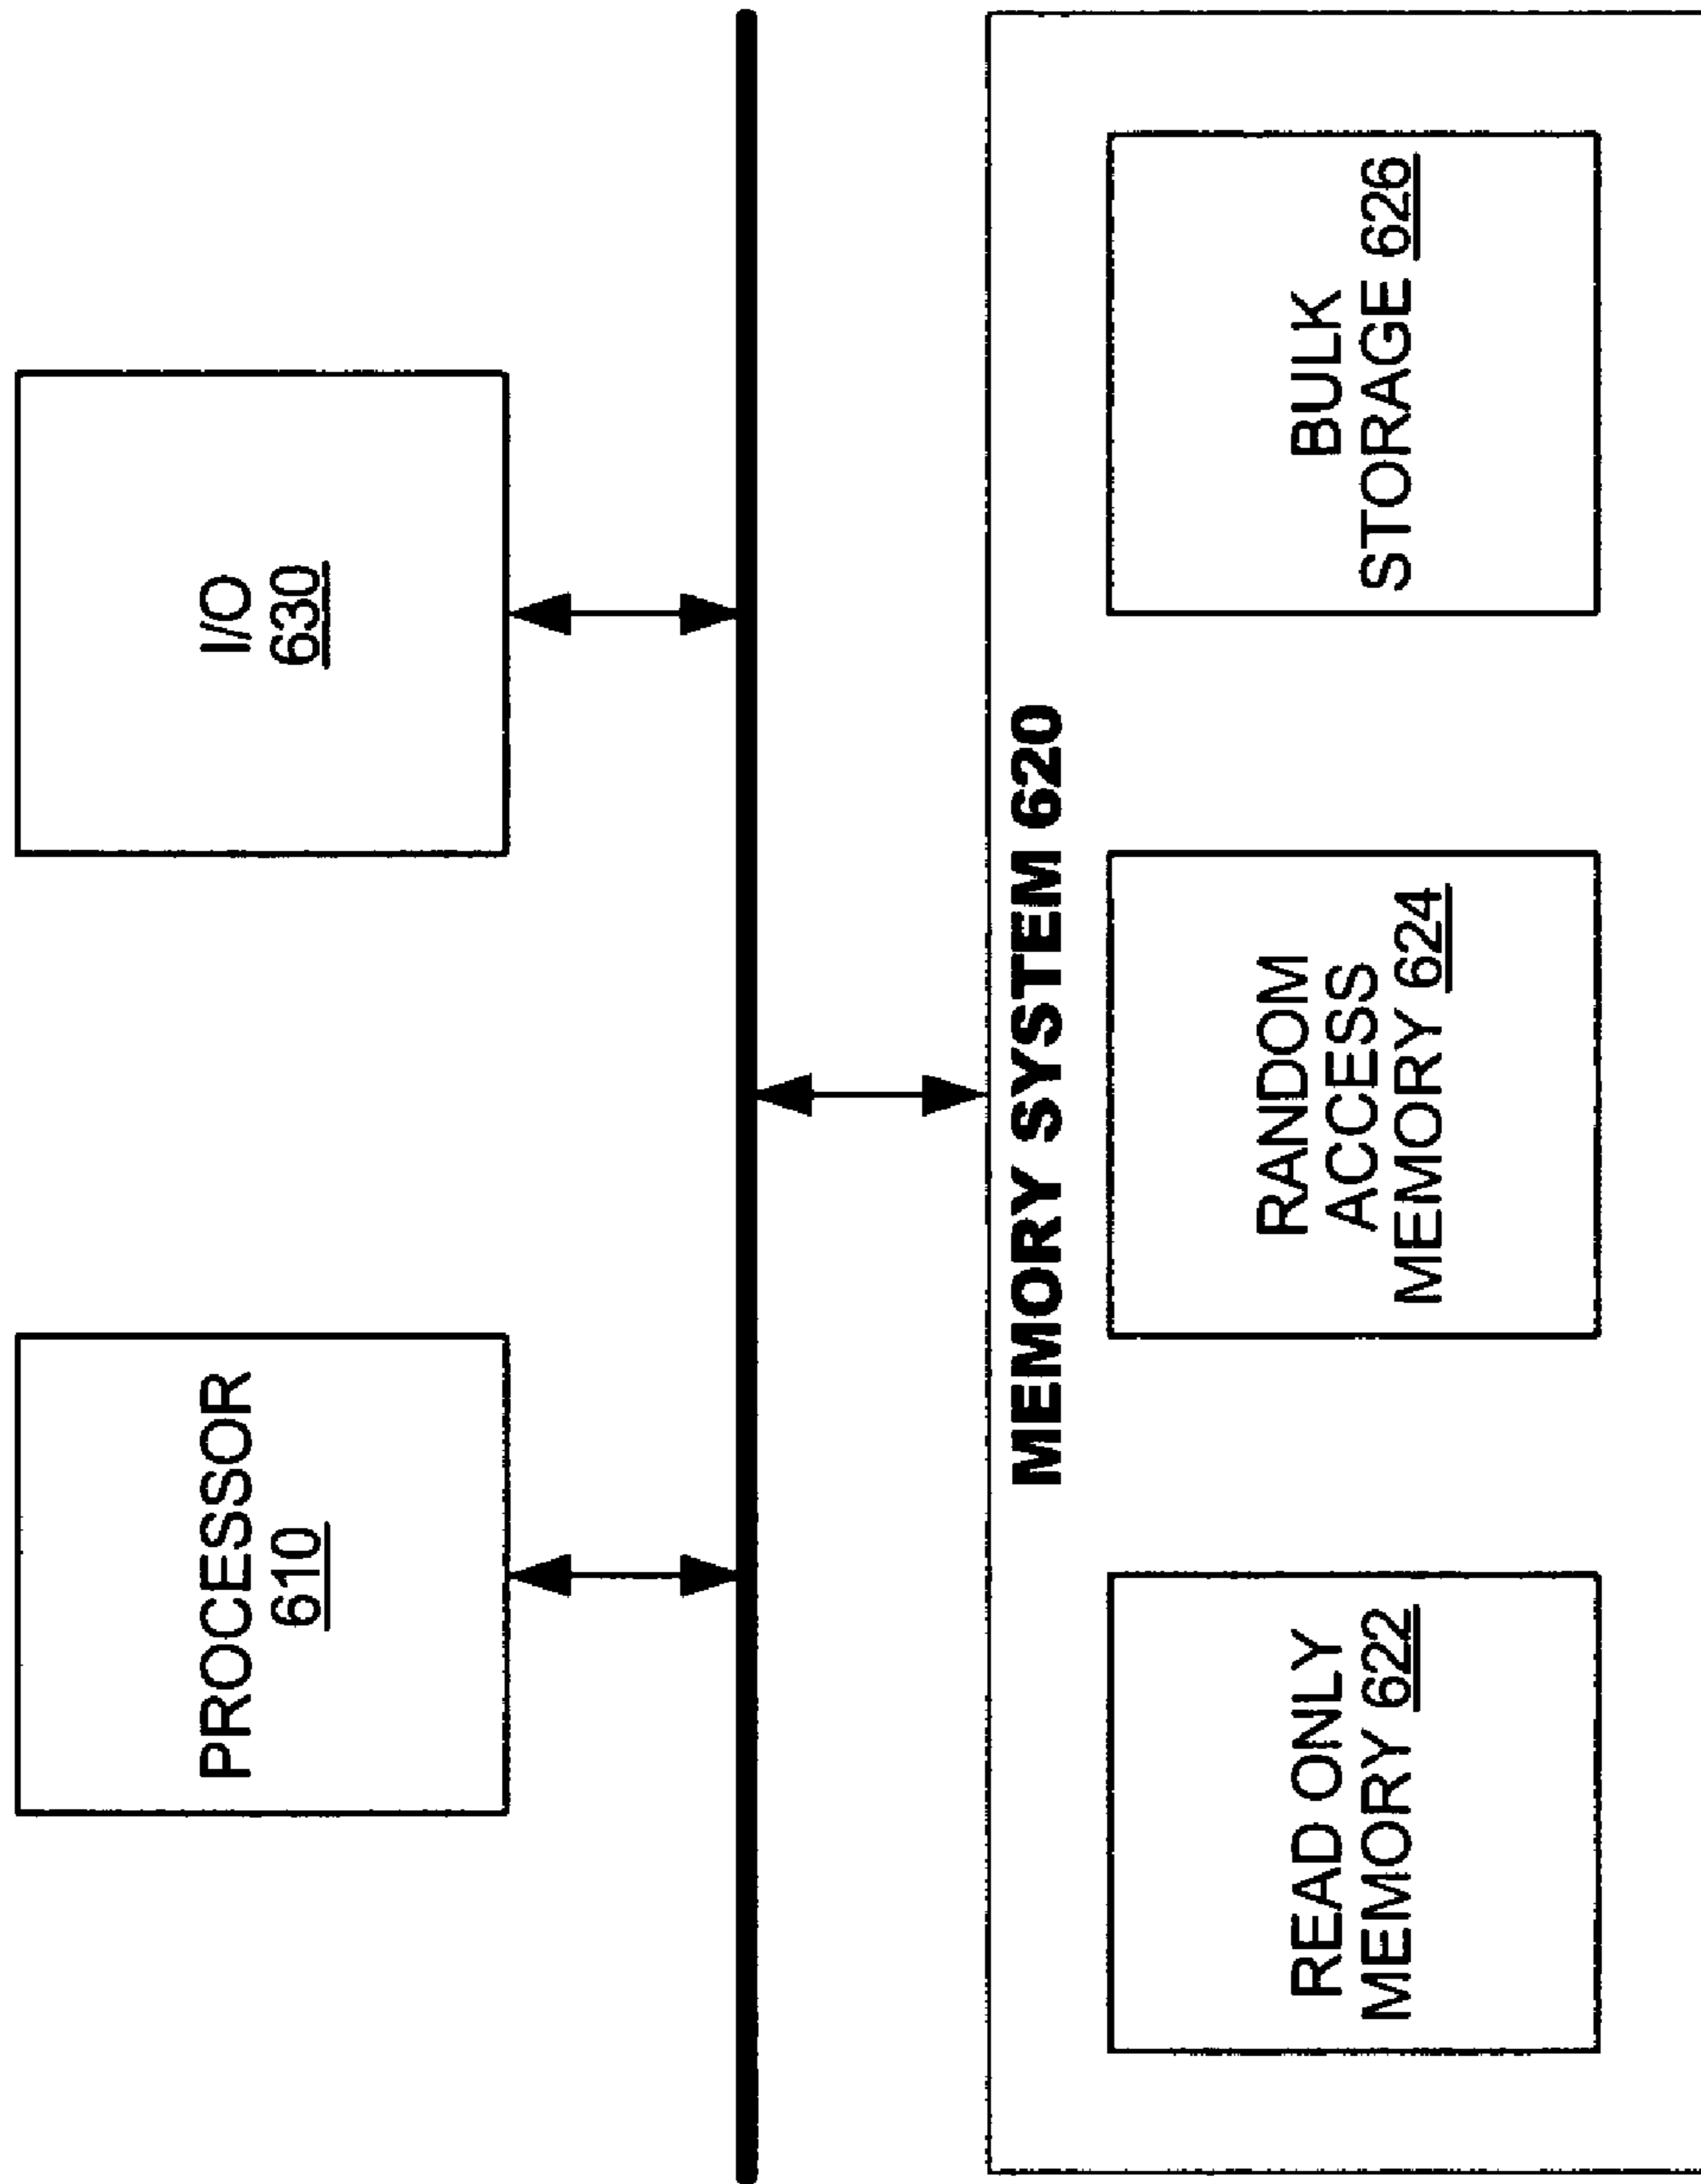 PROCESSOR
610
I/O
630
MEMORY SYSTEM 620
READ ONLY
MEMORY 622
RANDOM
ACCESS
MEMORY 624
BULK
STORAGE 626